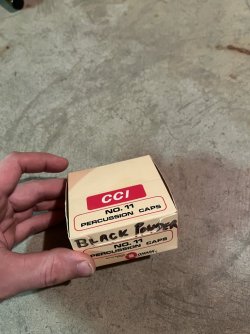 CCI
NO. 11
PERCUSSION CAPS
BLACK POWDER
NO. 11
PERCUSSION CAPS